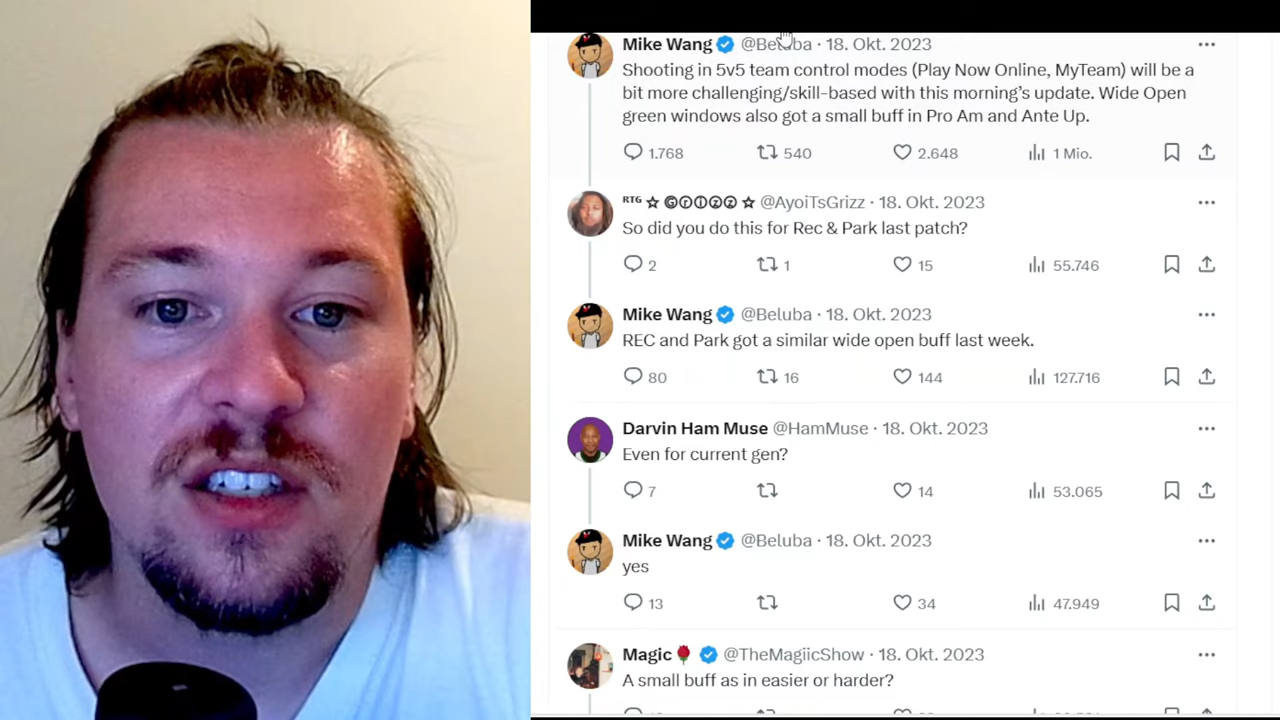 Mike Wang @Beluba · 18. Okt. 2023
Shooting in 5v5 team control modes (Play Now Online, MyTeam) will be a
bit more challenging/skill-based with this morning’s update. Wide Open
green windows also got a small buff in Pro Am and Ante Up.
1.768 540 2.648 1 Mio.
ᴿᵀᴳ ☆ Ⓖⓡⓘⓩⓩ ☆ @AyoiTsGrizz · 18. Okt. 2023
So did you do this for Rec & Park last patch?
2 1 15 55.746
Mike Wang @Beluba · 18. Okt. 2023
REC and Park got a similar wide open buff last week.
80 16 144 127.716
Darvin Ham Muse @HamMuse · 18. Okt. 2023
Even for current gen?
7 14 53.065
Mike Wang @Beluba · 18. Okt. 2023
yes
13 34 47.949
Magic🌹 @TheMagiicShow · 18. Okt. 2023
A small buff as in easier or harder?